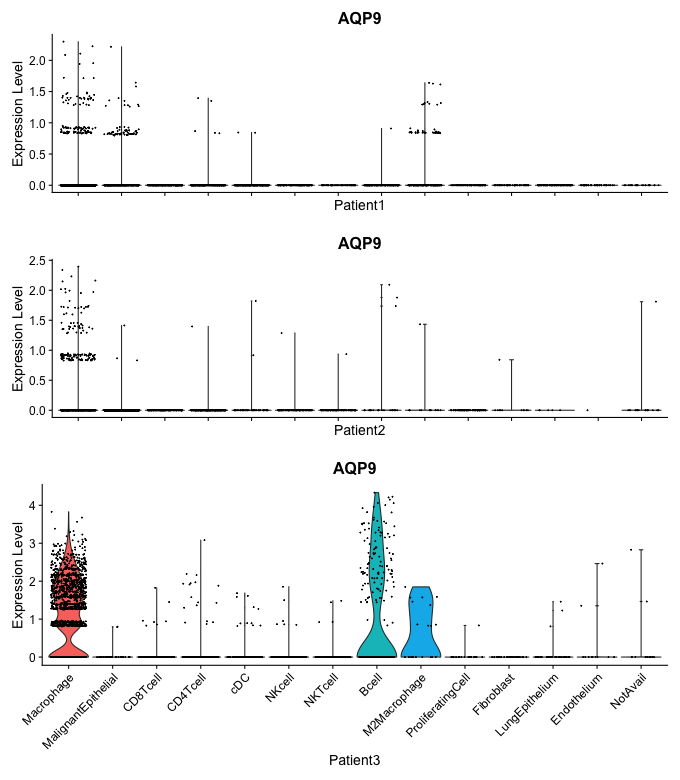 AQP9
Expression Level
2.0
1.5
1.0
0.5
0.0
Patient1
AQP9
Expression Level
2.5
2.0
1.5
1.0
0.5
0.0
Patient2
AQP9
Expression Level
4
3
2
1
0
Macrophage
MalignantEpithelial
CD8Tcell
CD4Tcell
cDC
NKcell
NKTcell
Bcell
M2Macrophage
ProliferatingCell
Fibroblast
LungEpithelium
Endothelium
NotAvail
Patient3